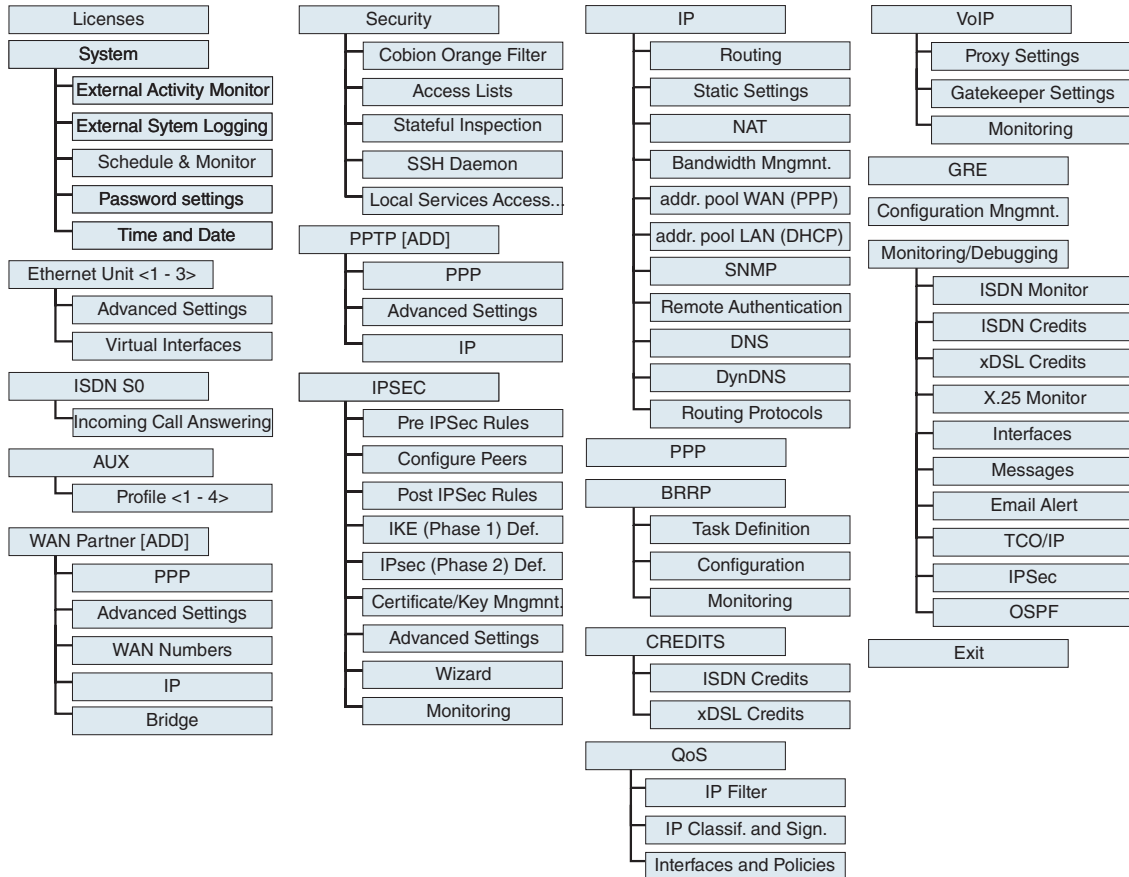 Licenses
System
External Activity Monitor
External Sytem Logging
Schedule & Monitor
Password settings
Time and Date
Ethernet Unit <1 - 3>
Advanced Settings
Virtual Interfaces
ISDN S0
Incoming Call Answering
AUX
Profile <1 - 4>
WAN Partner [ADD]
PPP
Advanced Settings
WAN Numbers
IP
Bridge
Security
Cobion Orange Filter
Access Lists
Stateful Inspection
SSH Daemon
Local Services Access...
PPTP [ADD]
PPP
Advanced Settings
IP
IPSEC
Pre IPSec Rules
Configure Peers
Post IPSec Rules
IKE (Phase 1) Def.
IPsec (Phase 2) Def.
Certificate/Key Mngmnt.
Advanced Settings
Wizard
Monitoring
IP
Routing
Static Settings
NAT
Bandwidth Mngmnt.
addr. pool WAN (PPP)
addr. pool LAN (DHCP)
SNMP
Remote Authentication
DNS
DynDNS
Routing Protocols
PPP
BRRP
Task Definition
Configuration
Monitoring
CREDITS
ISDN Credits
xDSL Credits
QoS
IP Filter
IP Classif. and Sign.
Interfaces and Policies
VoIP
Proxy Settings
Gatekeeper Settings
Monitoring
GRE
Configuration Mngmnt.
Monitoring/Debugging
ISDN Monitor
ISDN Credits
xDSL Credits
X.25 Monitor
Interfaces
Messages
Email Alert
TCO/IP
IPSec
OSPF
Exit